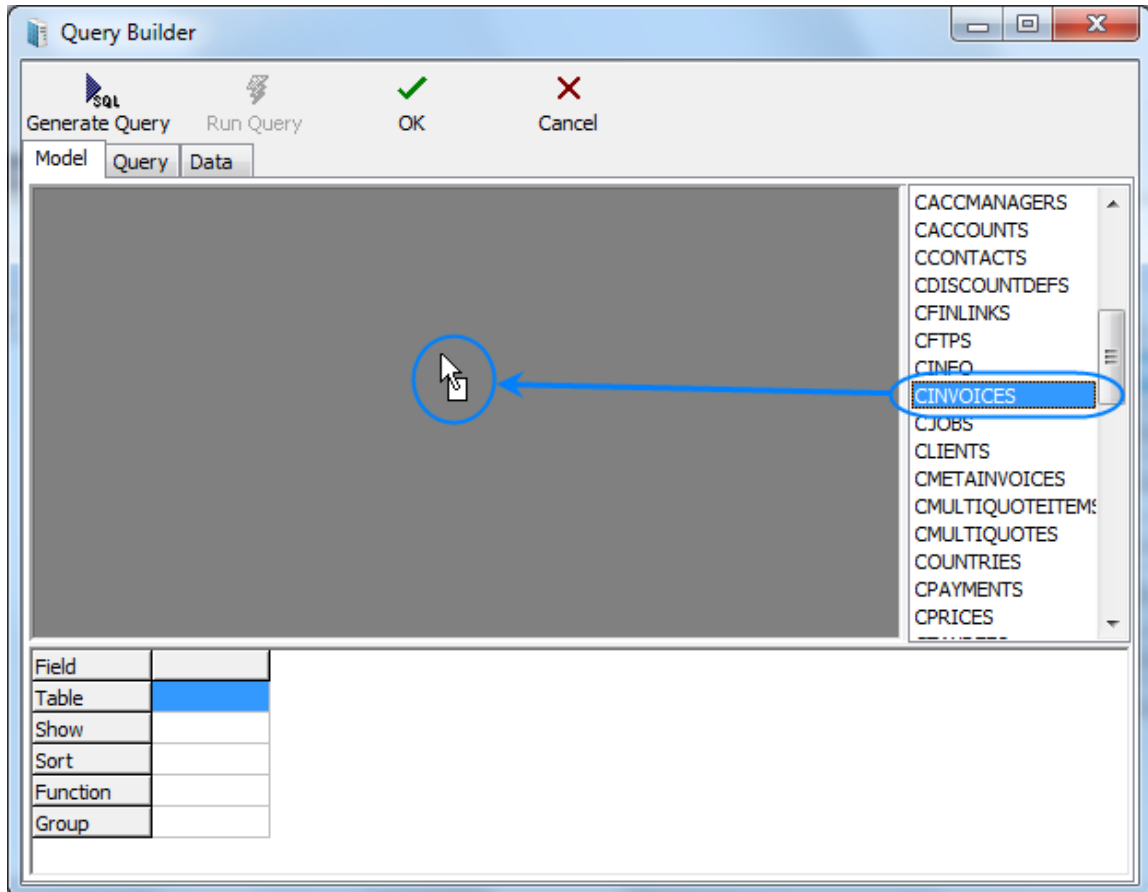 Query Builder
SQL
Generate Query Run Query OK Cancel
Model Query Data
CACCMANAGERS
CACCOUNTS
CCONTACTS
CDISCOUNTDEFS
CFINLINKS
CFTPS
CINFO
CINVOICES
CJOBS
CLIENTS
CMETAINVOICES
CMULTIQUOTEITEMS
CMULTIQUOTES
COUNTRIES
CPAYMENTS
CPRICES
Field
Table
Show
Sort
Function
Group